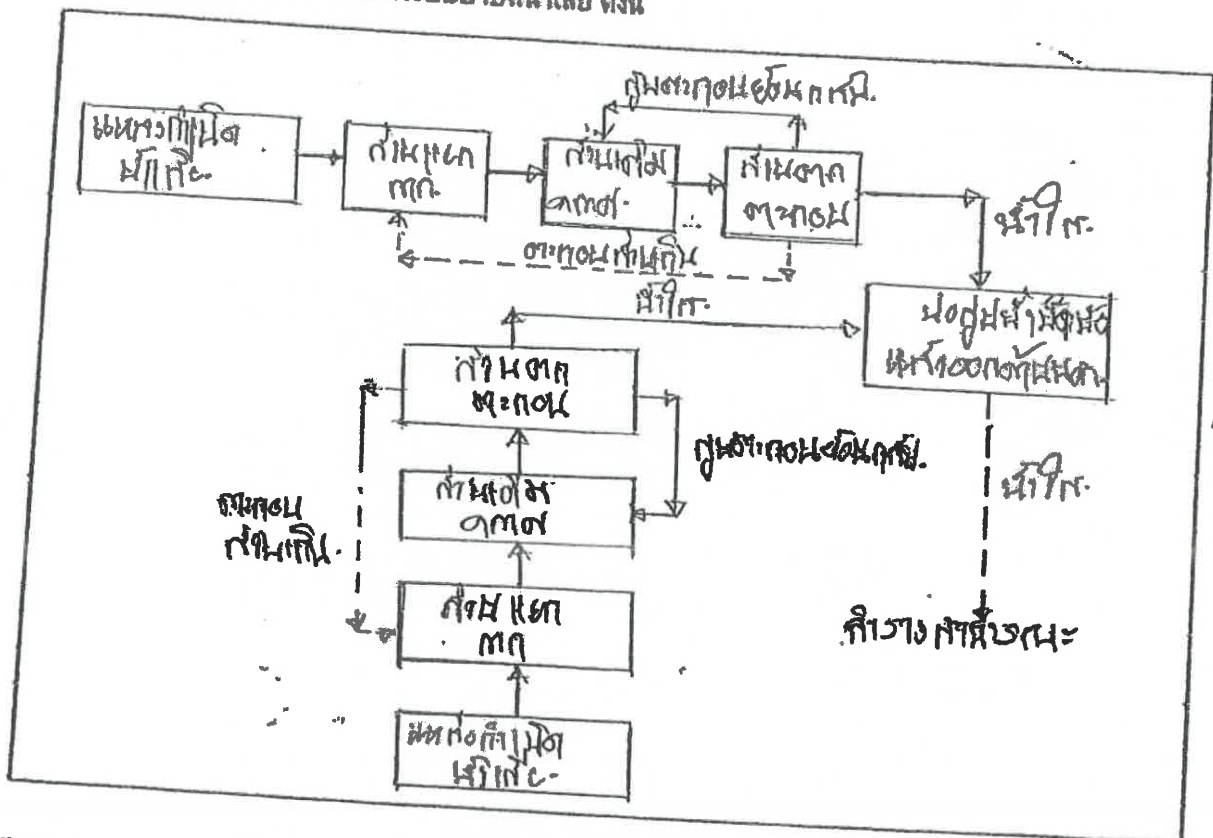 แหล่งกำเนิด
น้ำเสีย
ส่วนแยก
กาก
ส่วนเติม
อากาศ
ส่วนตก
ตะกอน
สูบตะกอนย้อนกลับ
ตะกอนส่วนเกิน
น้ำใส
น้ำใส
บ่อสูบน้ำ
ส่วนตก
ตะกอน
สูบตะกอนย้อนกลับ
ส่วนเติม
อากาศ
ตะกอน
ส่วนเกิน
น้ำใส
ส่วนแยก
กาก
ลำรางสาธารณะ
แหล่งกำเนิด
น้ำเสีย